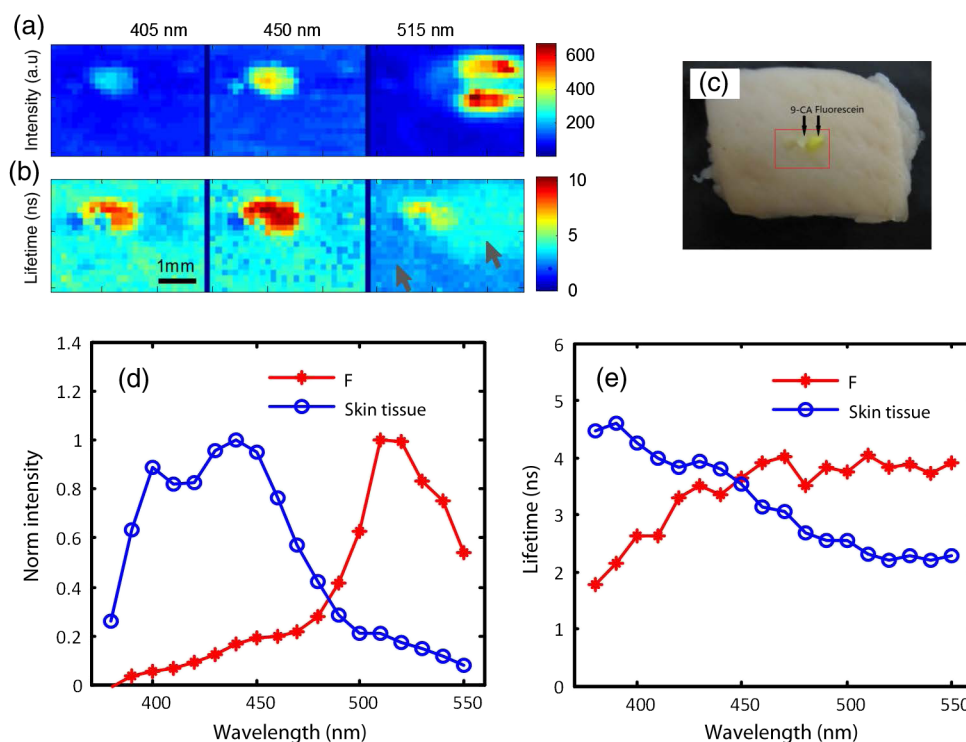 (a)
405 nm 450 nm 515 nm
Intensity (a.u)
600
400
200
(b)
Lifetime (ns)
1mm
10
5
0
(c)
9-CA Fluorescein
(d)
Norm intensity
1.4
1.2
1
0.8
0.6
0.4
0.2
0
F
Skin tissue
400 450 500 550
Wavelength (nm)
(e)
Lifetime (ns)
6
5
4
3
2
1
0
F
Skin tissue
400 450 500 550
Wavelength (nm)